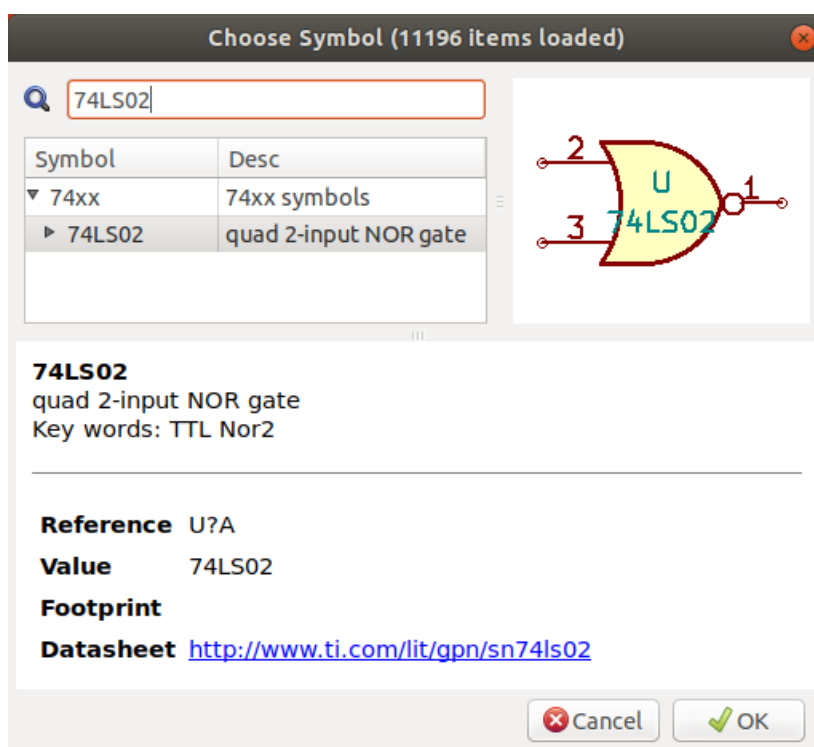 Choose Symbol (11196 items loaded)
74LS02
Symbol Desc
74xx 74xx symbols
74LS02 quad 2-input NOR gate
2
U
1
74LS02
3
74LS02
quad 2-input NOR gate
Key words: TTL Nor2
Reference U?A
Value 74LS02
Footprint
Datasheet http://www.ti.com/lit/gpn/sn74ls02
Cancel OK